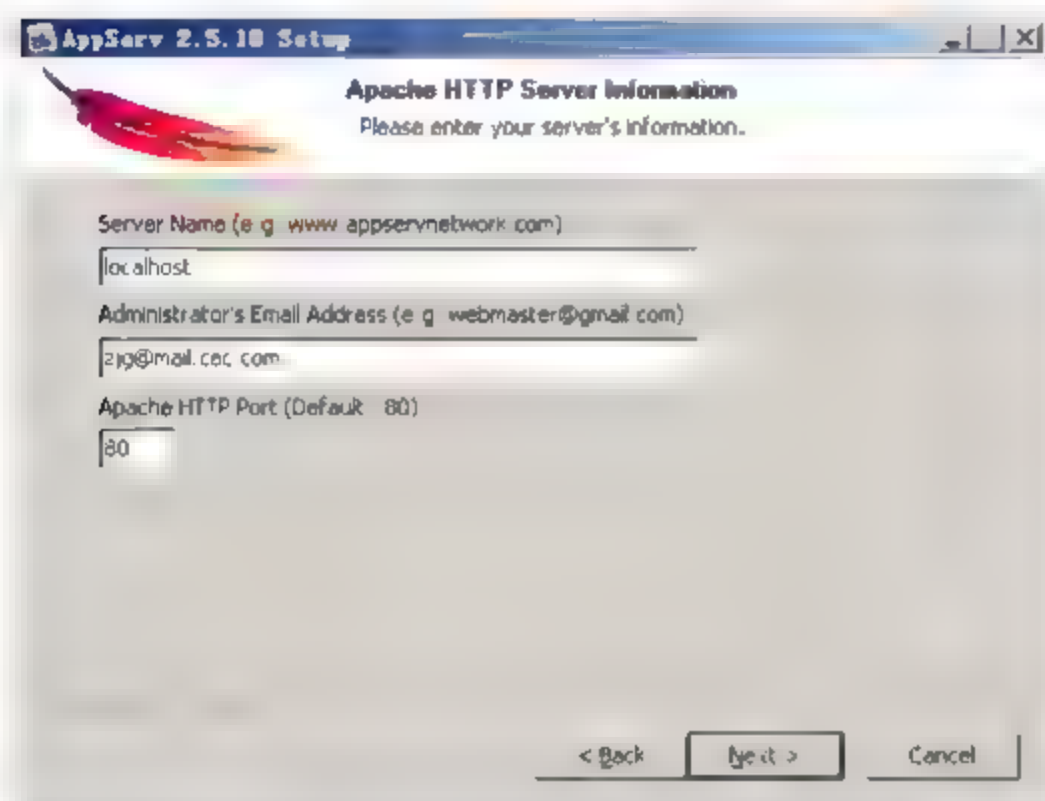 AppServ 2.5.10 Setup
Apache HTTP Server Information
Please enter your server's information.
Server Name (e.g. www.appservnetwork.com)
localhost
Administrator's Email Address (e.g. webmaster@gmail.com)
Apache HTTP Port (Default : 80)
80
< Back
Next >
Cancel